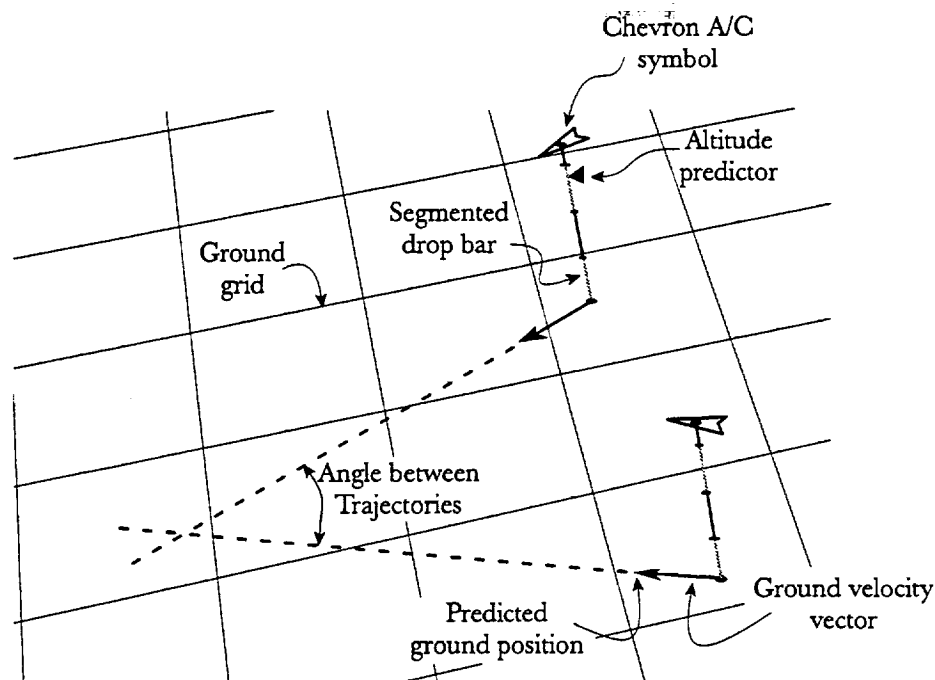 Chevron A/C
symbol
Altitude
predictor
Segmented
drop bar
Ground
grid
Angle between
Trajectories
Ground velocity
vector
Predicted
ground position